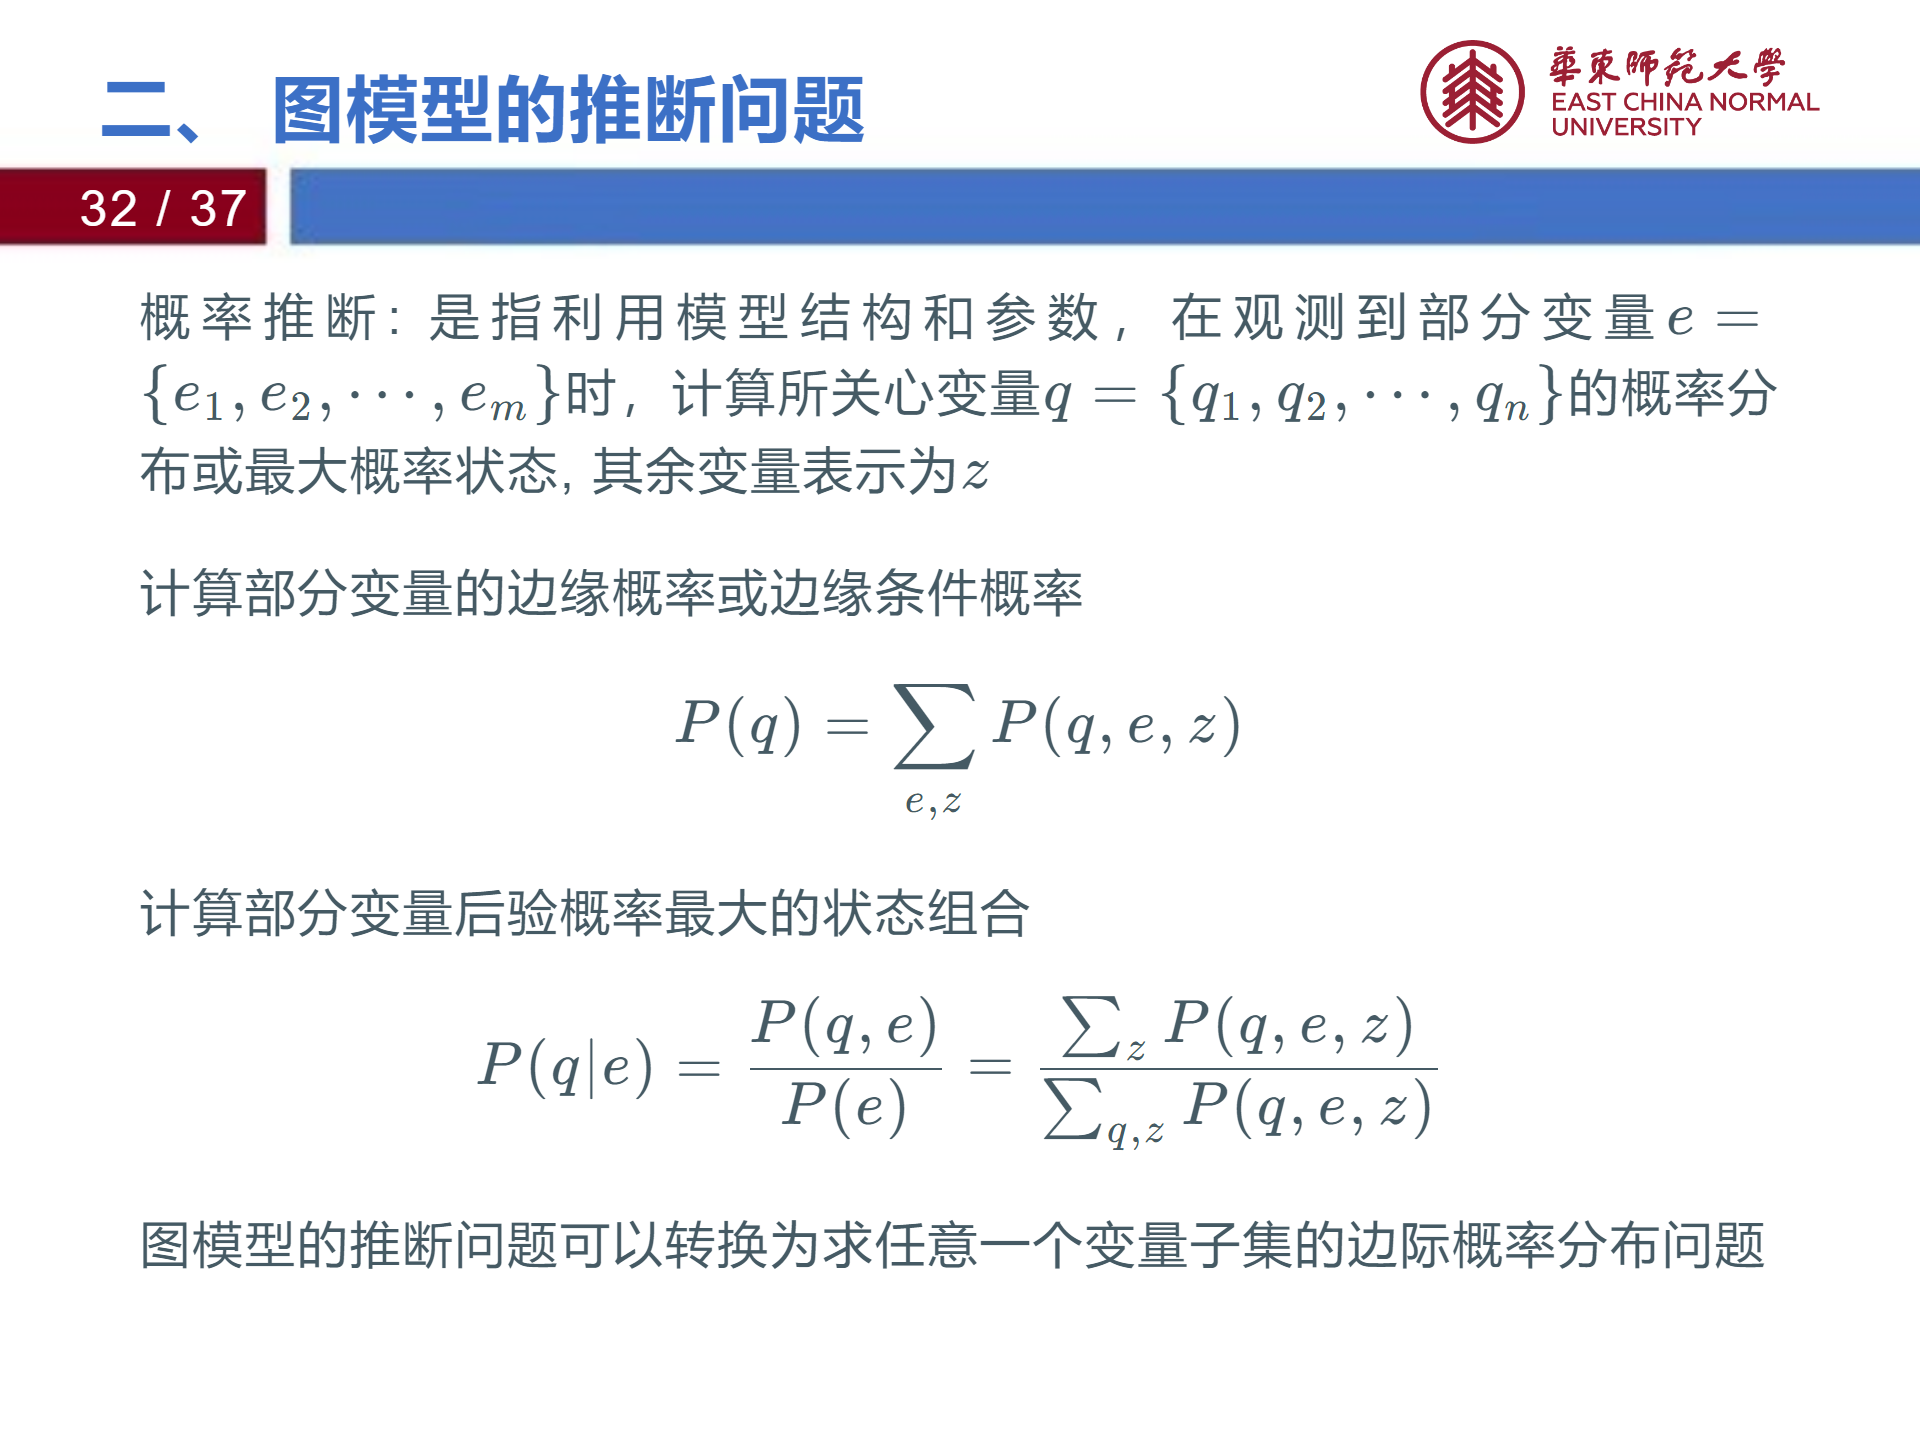 二、 图模型的推断问题
華東師範大學
EAST CHINA NORMAL
UNIVERSITY
32 / 37
概率推断：是指利用模型结构和参数，在观测到部分变量e =
{e₁, e₂, ⋯, eₘ}时，计算所关心变量q = {q₁, q₂, ⋯, qₙ}的概率分
布或最大概率状态, 其余变量表示为z
计算部分变量的边缘概率或边缘条件概率
P(q) = ∑_{e,z} P(q, e, z)
计算部分变量后验概率最大的状态组合
P(q|e) = P(q, e) / P(e) = ∑_z P(q, e, z) / ∑_{q,z} P(q, e, z)
图模型的推断问题可以转换为求任意一个变量子集的边际概率分布问题